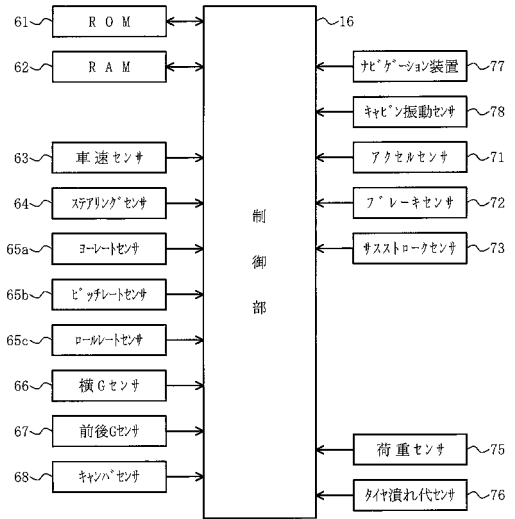 61 ROM 16
62 RAM ナビゲーション装置 77
キャビン振動センサ 78
63 車速センサ アクセルセンサ 71
64 ステアリングセンサ 制 ブレーキセンサ 72
65a ヨーレートセンサ 御 サスストロークセンサ 73
65b ピッチレートセンサ 部
65c ロールレートセンサ
66 横Gセンサ
67 前後Gセンサ 荷重センサ 75
68 キャンバセンサ タイヤ潰れ代センサ 76